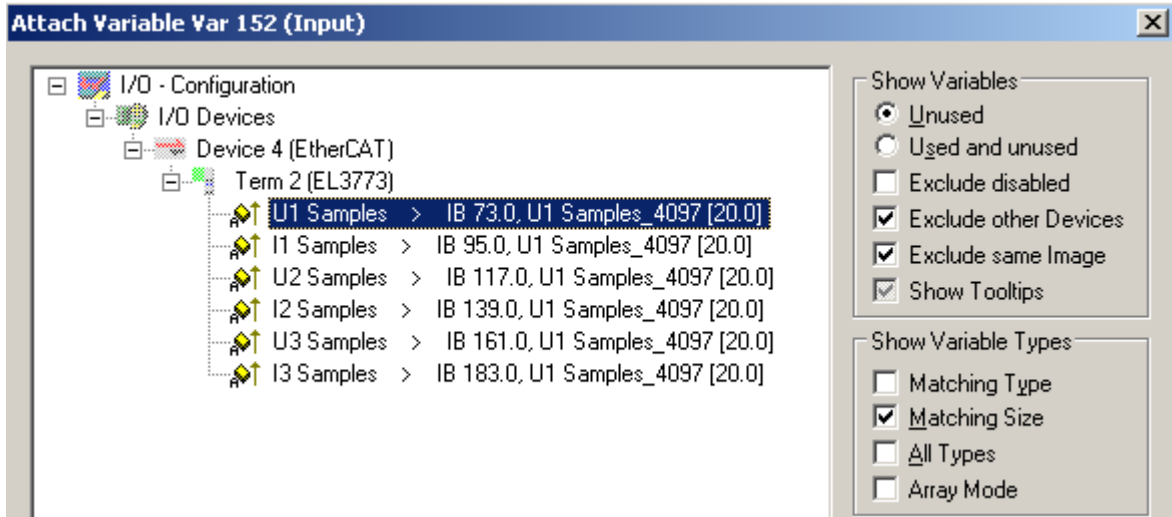 Attach Variable Var 152 (Input)
I/O - Configuration
I/O Devices
Device 4 (EtherCAT)
Term 2 (EL3773)
U1 Samples > IB 73.0, U1 Samples_4097 [20.0]
I1 Samples > IB 95.0, U1 Samples_4097 [20.0]
U2 Samples > IB 117.0, U1 Samples_4097 [20.0]
I2 Samples > IB 139.0, U1 Samples_4097 [20.0]
U3 Samples > IB 161.0, U1 Samples_4097 [20.0]
I3 Samples > IB 183.0, U1 Samples_4097 [20.0]
Show Variables
Unused
Used and unused
Exclude disabled
Exclude other Devices
Exclude same Image
Show Tooltips
Show Variable Types
Matching Type
Matching Size
All Types
Array Mode